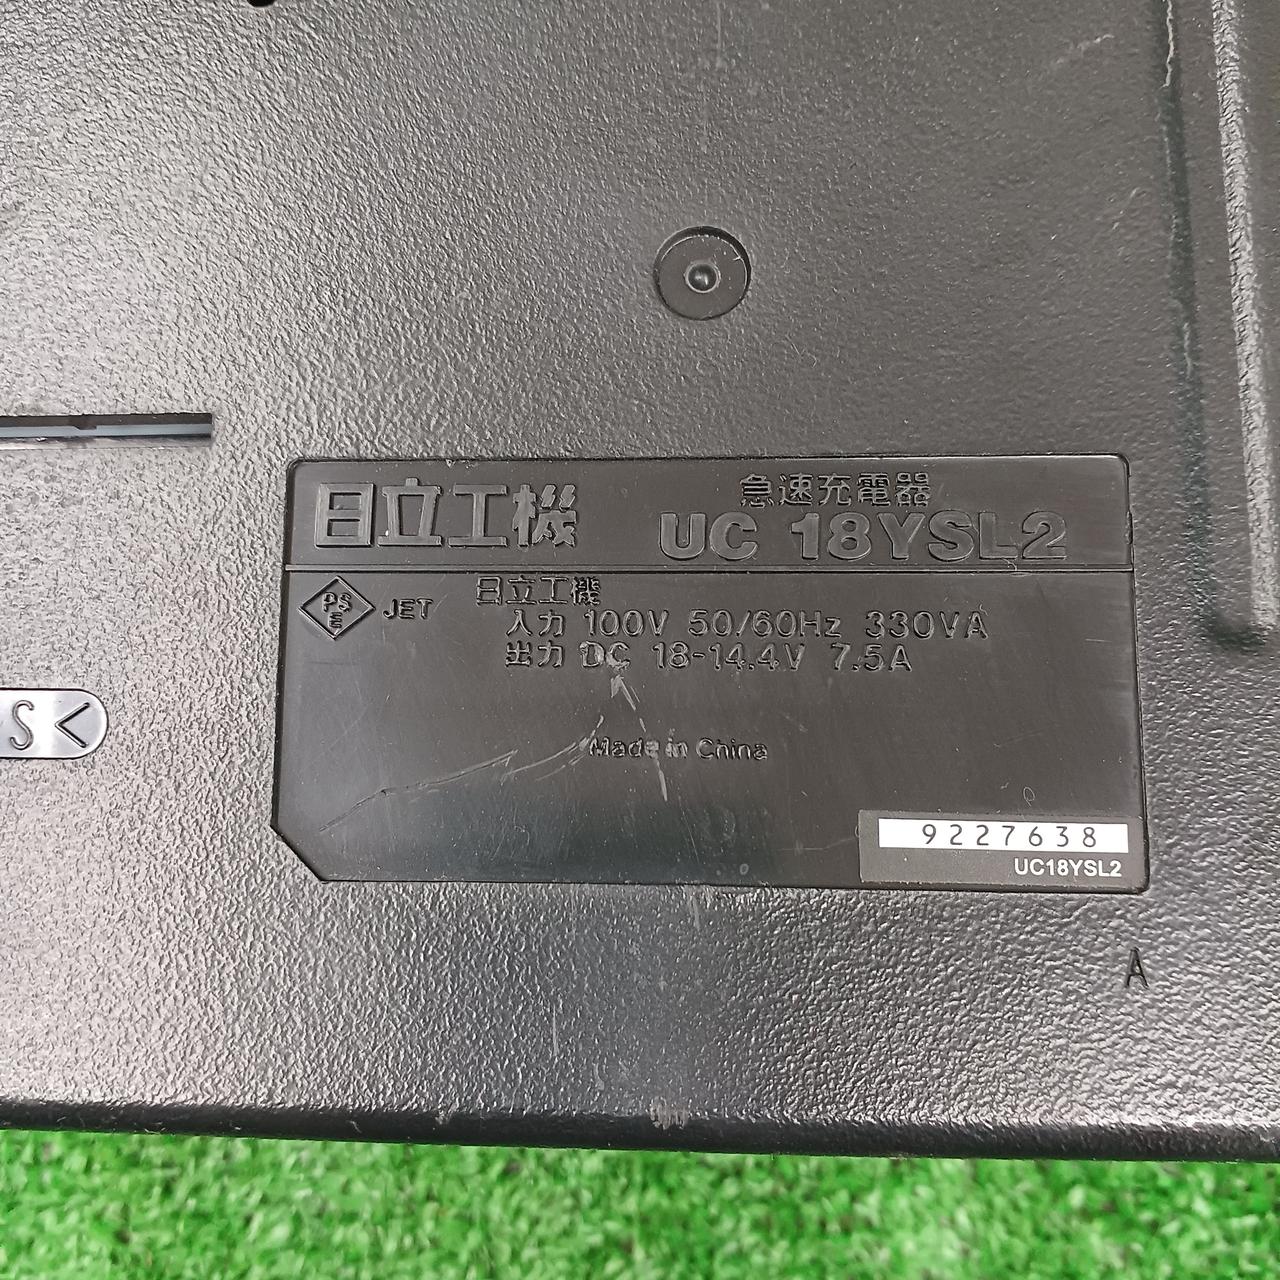 日立工機
急速充電器
UC 18YSL2
PS
E
JET
日立工機
入力 100V 50/60Hz 330VA
出力 DC 18-14.4V 7.5A
S<
Made in China
9227638
UC18YSL2
A